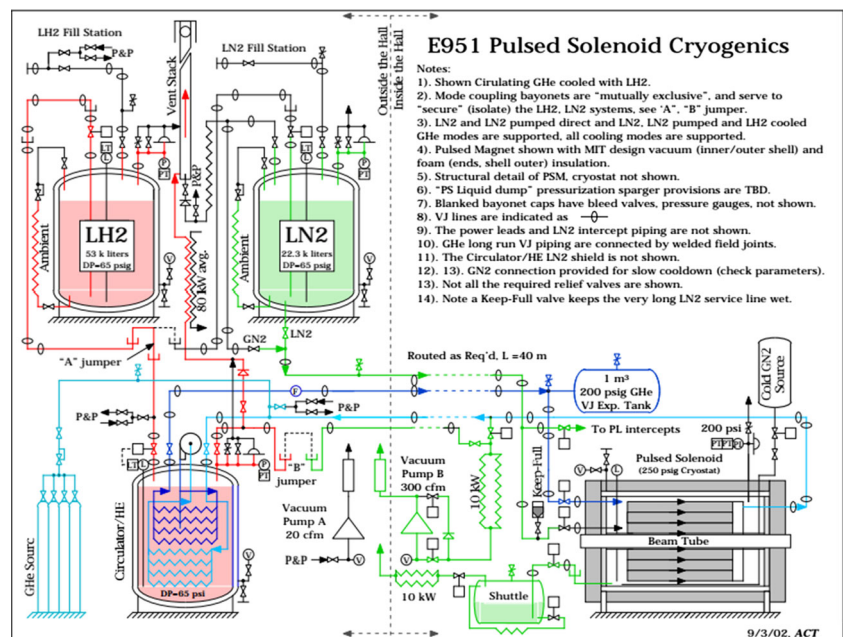 LH2 Fill Station
P&P
Vent Stack
LN2 Fill Station
Outside the Hall
Inside the Hall
E951 Pulsed Solenoid Cryogenics
Notes:
1). Shown Cirulating GHe cooled with LH2.
2). Mode coupling bayonets are “mutually exclusive”, and serve to
“secure” (isolate) the LH2, LN2 systems, see ‘A”, “B” jumper.
3). LN2 and LN2 pumped direct and LN2, LN2 pumped and LH2 cooled
GHe modes are supported, all cooling modes are supported.
4). Pulsed Magnet shown with MIT design vacuum (inner/outer shell) and
foam (ends, shell outer) insulation.
5). Structural detail of PSM, cryostat not shown.
6). “PS Liquid dump” pressurization sparger provisions are TBD.
7). Blanked bayonet caps have bleed valves, pressure gauges, not shown.
8). VJ lines are indicated as
9). The power leads and LN2 intercept piping are not shown.
10). GHe long run VJ piping are connected by welded field joints.
11). The Circulator/HE LN2 shield is not shown.
12). 13). GN2 connection provided for slow cooldown (check parameters).
13). Not all the required relief valves are shown.
14). Note a Keep-Full valve keeps the very long LN2 service line wet.
LT
L
P
PT
P&P
LT
L
P
PT
Ambient
LH2
53 k liters
DP=65 psig
V
80 kW avg.
Ambient
LN2
22.3 k liters
DP=65 psig
V
GN2
LN2
“A” jumper
Routed as Req'd, L =40 m
1 m³
200 psig GHe
VJ Exp. Tank
Cold GN2
Source
F
P&P
P&P
To PL intercepts
200 psi
“B”
jumper
LT
L
P
PT
Vacuum
Pump B
300 cfm
10 kW
Keep-Full
Pulsed Solenoid
(250 psig Cryostat)
V
L
GHe Sourc
Circulator/HE
DP=65 psi
V
Vacuum
Pump A
20 cfm
P&P
V
V
Beam Tube
10 kW
Shuttle
9/3/02, ACT